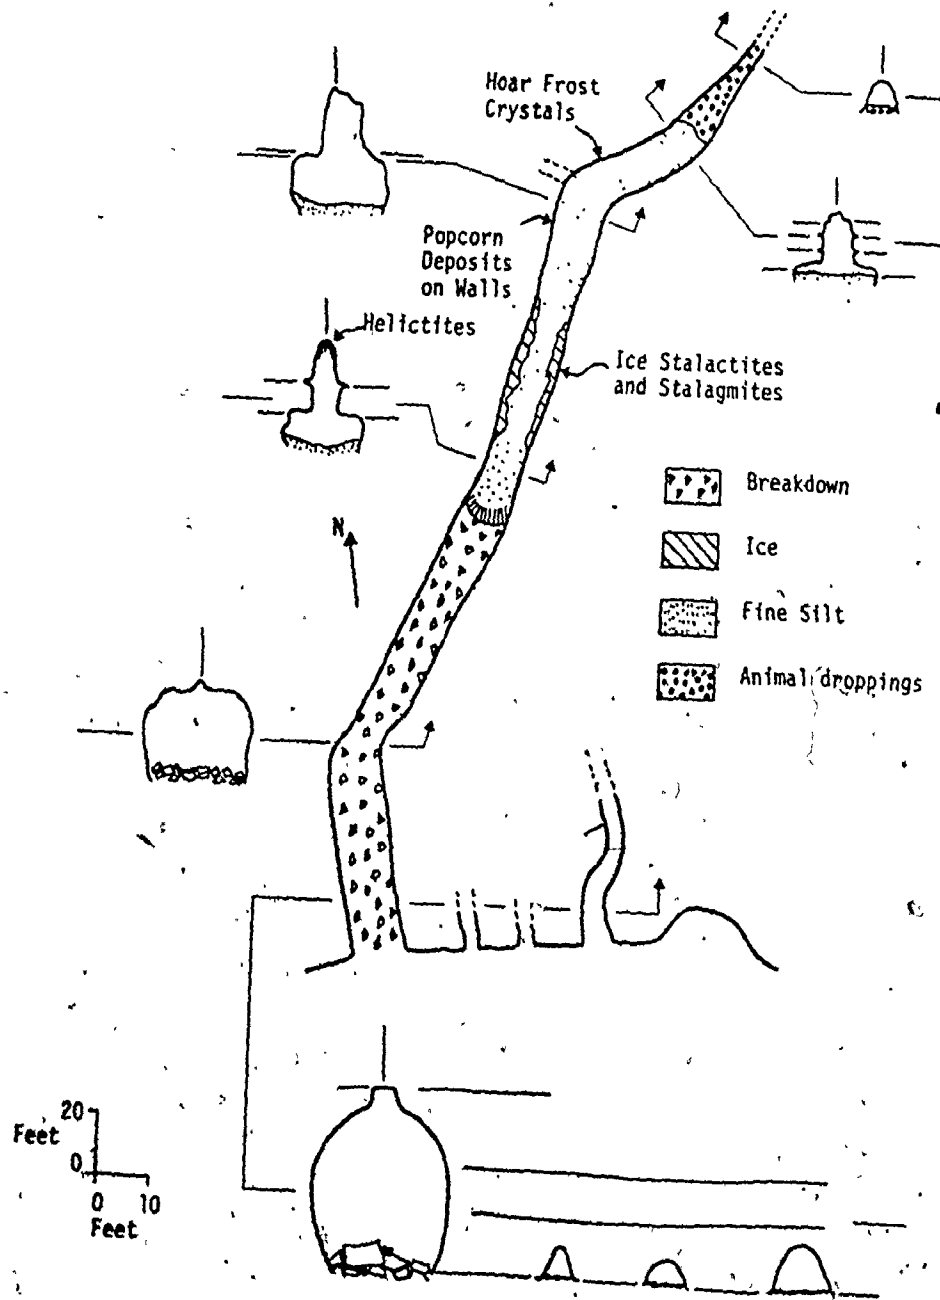 Hoar Frost
Crystals
Popcorn
Deposits
on Walls
Helictites
Ice Stalactites
and Stalagmites
N
Breakdown
Ice
Fine Silt
Animal droppings
20
Feet
0
0 10
Feet